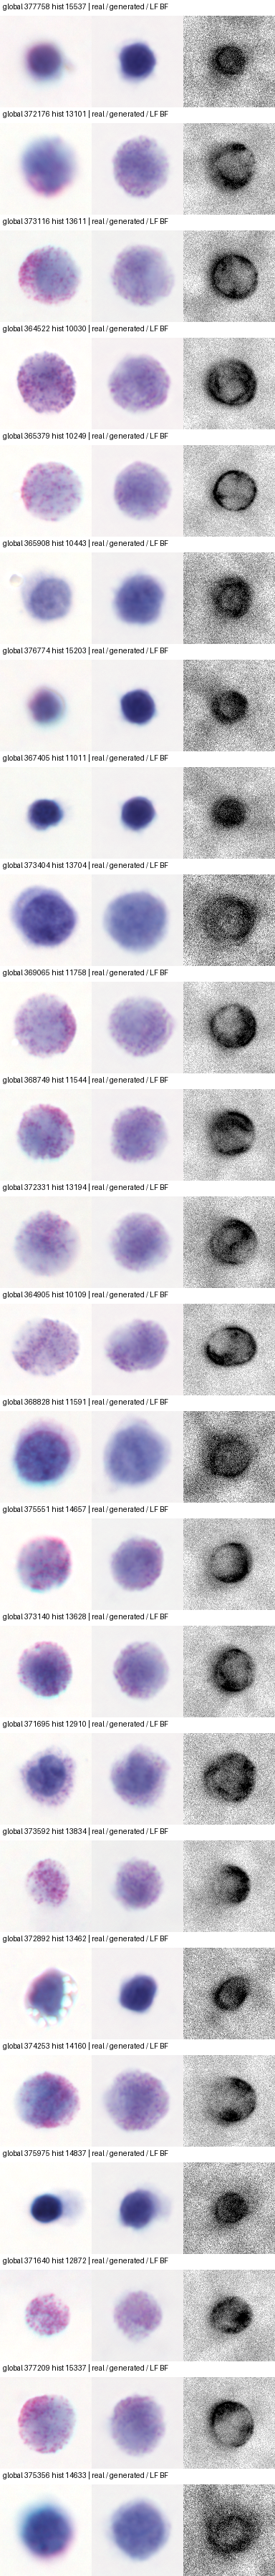 global 377758 hist 15537 | real / generated / LF BF
global 372176 hist 13101 | real / generated / LF BF
global 373116 hist 13611 | real / generated / LF BF
global 364522 hist 10030 | real / generated / LF BF
global 365379 hist 10249 | real / generated / LF BF
global 365908 hist 10443 | real / generated / LF BF
global 376774 hist 15203 | real / generated / LF BF
global 367405 hist 11011 | real / generated / LF BF
global 373404 hist 13704 | real / generated / LF BF
global 369065 hist 11758 | real / generated / LF BF
global 368749 hist 11544 | real / generated / LF BF
global 372331 hist 13194 | real / generated / LF BF
global 364905 hist 10109 | real / generated / LF BF
global 368828 hist 11591 | real / generated / LF BF
global 375551 hist 14657 | real / generated / LF BF
global 373140 hist 13628 | real / generated / LF BF
global 371695 hist 12910 | real / generated / LF BF
global 373592 hist 13834 | real / generated / LF BF
global 372892 hist 13462 | real / generated / LF BF
global 374253 hist 14160 | real / generated / LF BF
global 375975 hist 14837 | real / generated / LF BF
global 371640 hist 12872 | real / generated / LF BF
global 377209 hist 15337 | real / generated / LF BF
global 375356 hist 14633 | real / generated / LF BF